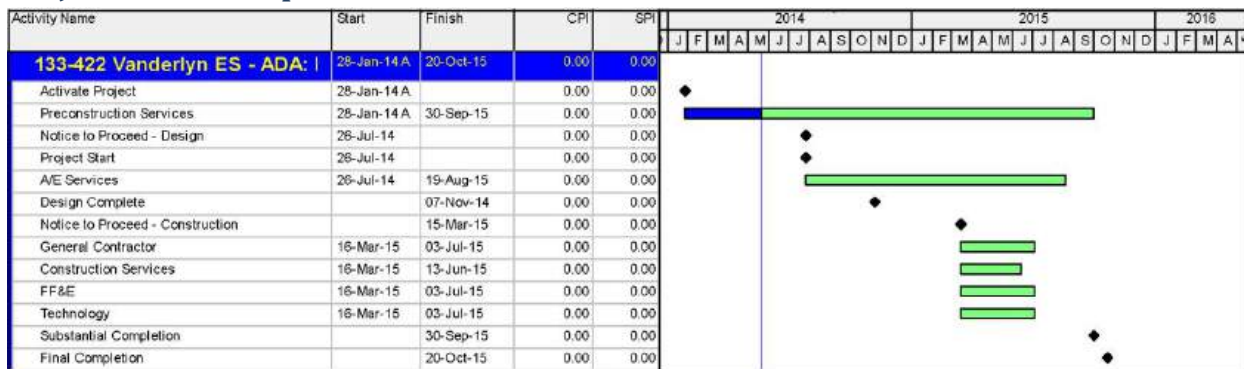 Activity Name Start Finish CPI SPI 2014 2015 2016
J F M A M J J A S O N D J F M A M J J A S O N D J F M A
133-422 Vanderlyn ES - ADA: 28-Jan-14 A 20-Oct-15 0.00 0.00
Activate Project 28-Jan-14 A 0.00 0.00
Preconstruction Services 28-Jan-14 A 30-Sep-15 0.00 0.00
Notice to Proceed - Design 26-Jul-14 0.00 0.00
Project Start 26-Jul-14 0.00 0.00
A/E Services 26-Jul-14 19-Aug-15 0.00 0.00
Design Complete 07-Nov-14 0.00 0.00
Notice to Proceed - Construction 15-Mar-15 0.00 0.00
General Contractor 16-Mar-15 03-Jul-15 0.00 0.00
Construction Services 16-Mar-15 13-Jun-15 0.00 0.00
FF&E 16-Mar-15 03-Jul-15 0.00 0.00
Technology 16-Mar-15 03-Jul-15 0.00 0.00
Substantial Completion 30-Sep-15 0.00 0.00
Final Completion 20-Oct-15 0.00 0.00